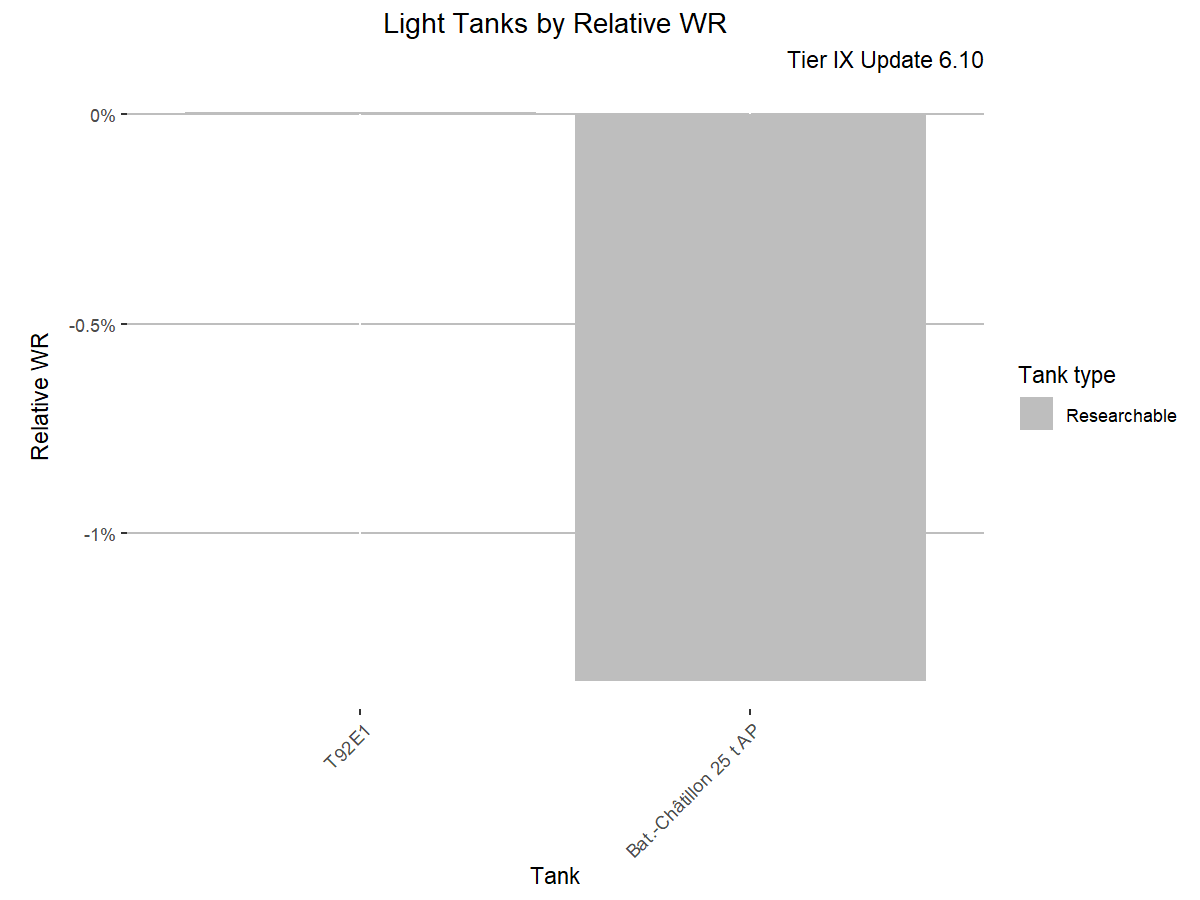 Light Tanks by Relative WR
Tier IX Update 6.10
0%
-0.5%
-1%
Relative WR
T92E1
Bat.-Châtillon 25 t AP
Tank
Tank type
Researchable